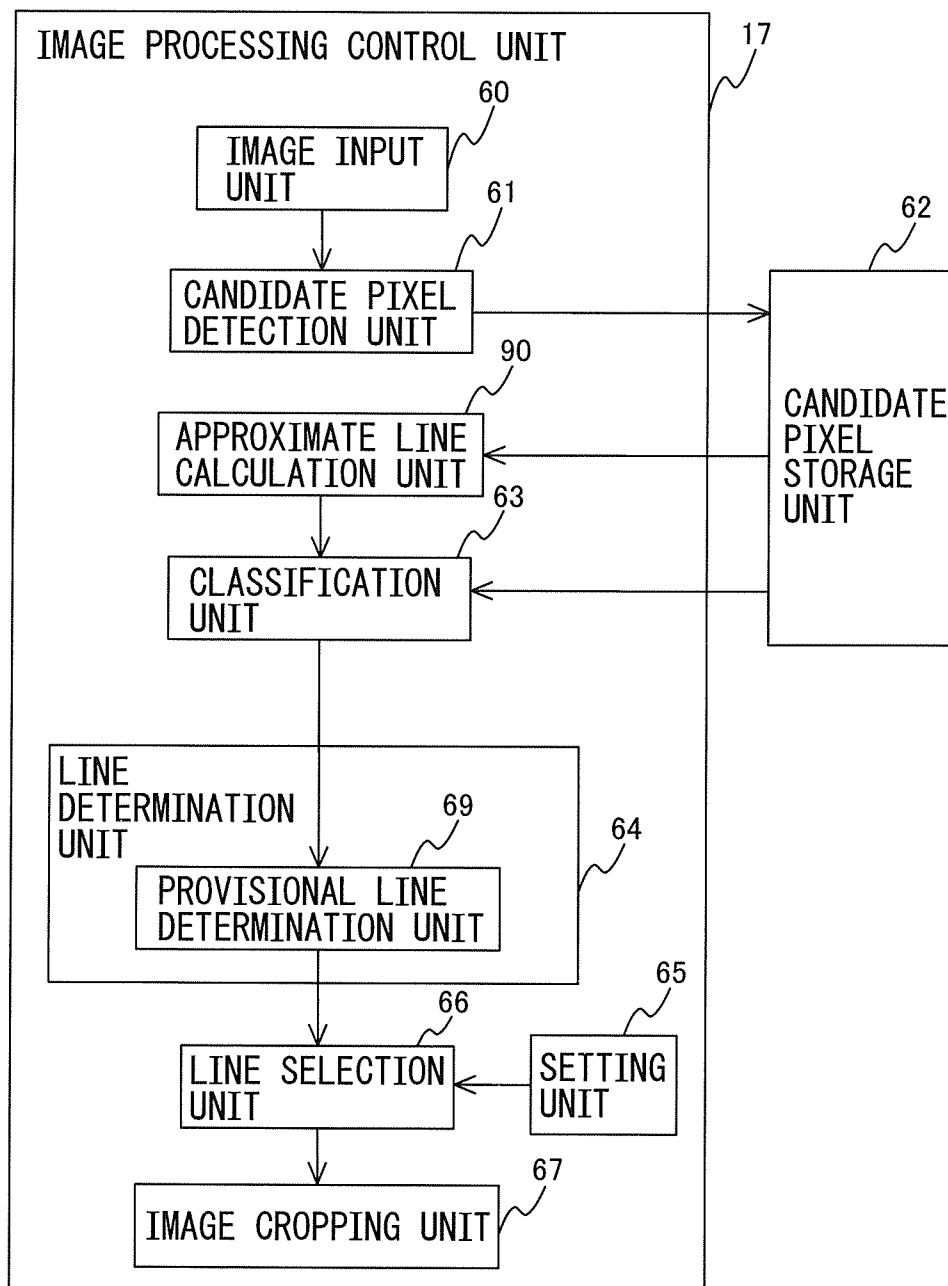 IMAGE PROCESSING CONTROL UNIT
17
60
IMAGE INPUT
UNIT
61
CANDIDATE PIXEL
DETECTION UNIT
62
CANDIDATE
PIXEL
STORAGE
UNIT
90
APPROXIMATE LINE
CALCULATION UNIT
63
CLASSIFICATION
UNIT
LINE
DETERMINATION
UNIT
64
69
PROVISIONAL LINE
DETERMINATION UNIT
66
LINE SELECTION
UNIT
65
SETTING
UNIT
67
IMAGE CROPPING UNIT